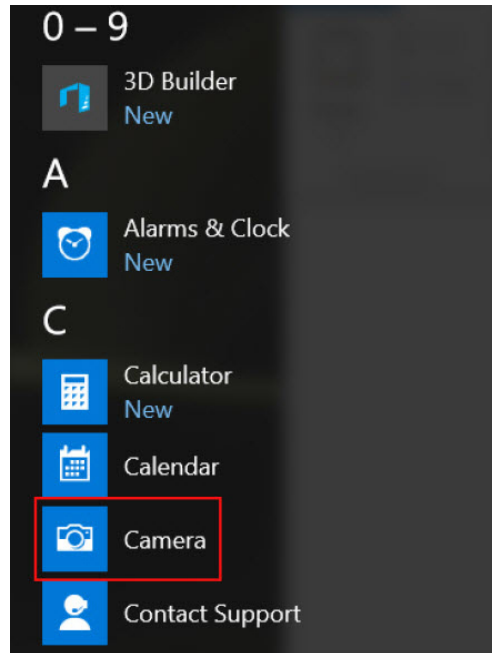 0 – 9
3D Builder
New
A
Alarms & Clock
New
C
Calculator
New
Calendar
Camera
Contact Support